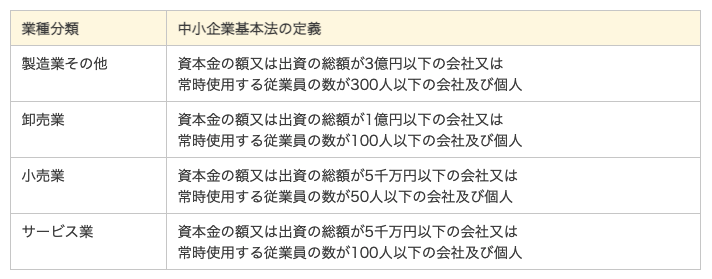 業種分類 中小企業基本法の定義
製造業その他 資本金の額又は出資の総額が3億円以下の会社又は
常時使用する従業員の数が300人以下の会社及び個人
卸売業 資本金の額又は出資の総額が1億円以下の会社又は
常時使用する従業員の数が100人以下の会社及び個人
小売業 資本金の額又は出資の総額が5千万円以下の会社又は
常時使用する従業員の数が50人以下の会社及び個人
サービス業 資本金の額又は出資の総額が5千万円以下の会社又は
常時使用する従業員の数が100人以下の会社及び個人